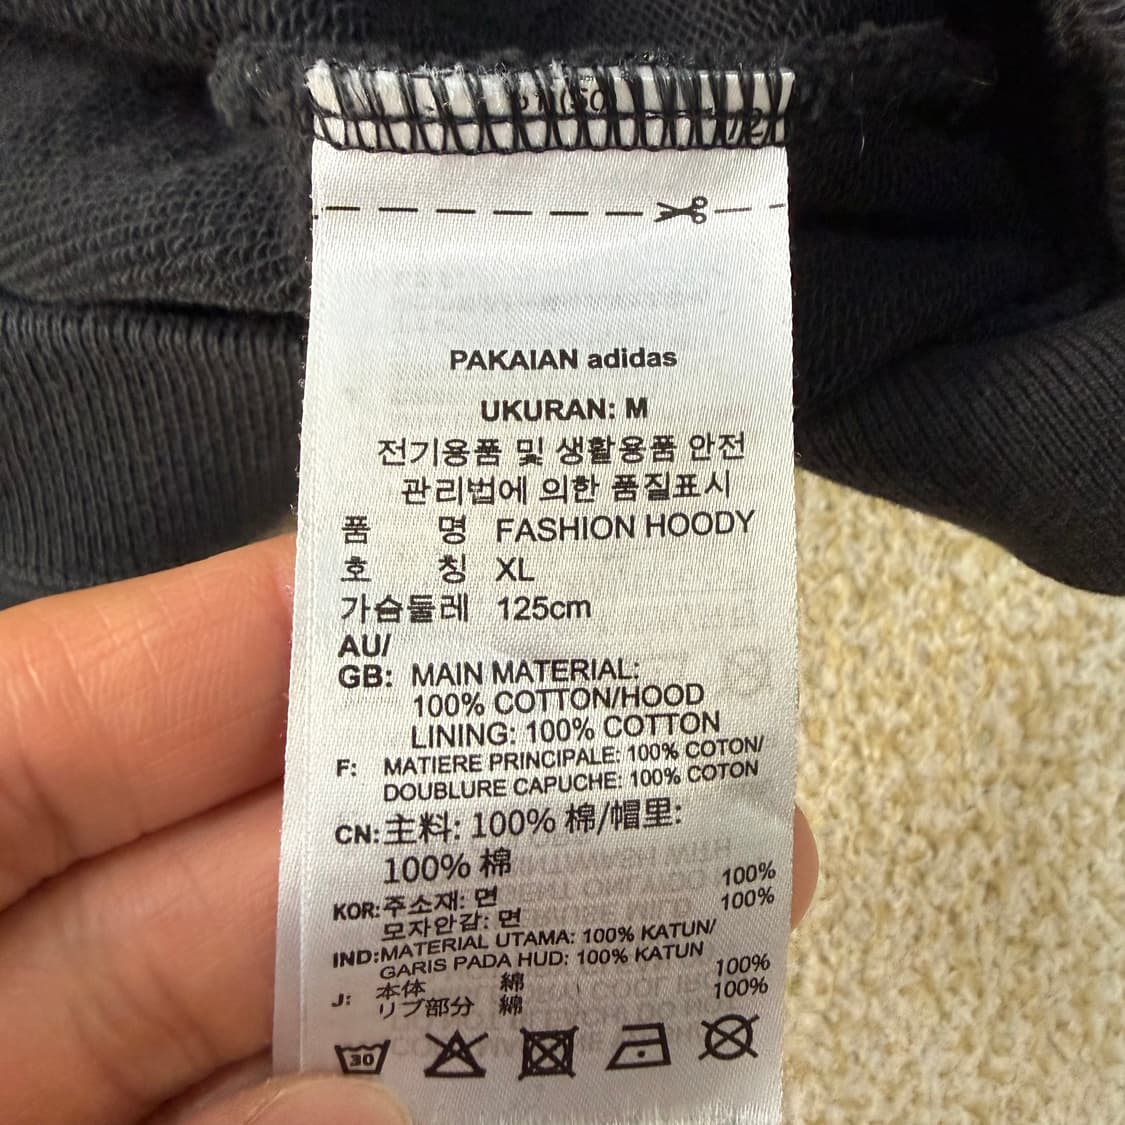 PAKAIAN adidas
UKURAN: M
전기용품 및 생활용품 안전
관리법에 의한 품질표시
품 명 FASHION HOODY
호 칭 XL
가슴둘레 125cm
AU/
GB: MAIN MATERIAL:
100% COTTON/HOOD
LINING: 100% COTTON
F: MATIERE PRINCIPALE: 100% COTON/
DOUBLURE CAPUCHE: 100% COTON
CN: 主料: 100% 棉/帽里:
100% 棉
KOR: 주소재: 면 100%
모자안감: 면 100%
IND: MATERIAL UTAMA: 100% KATUN/
GARIS PADA HUD: 100% KATUN
J: 本体 綿 100%
リブ部分 綿 100%
30